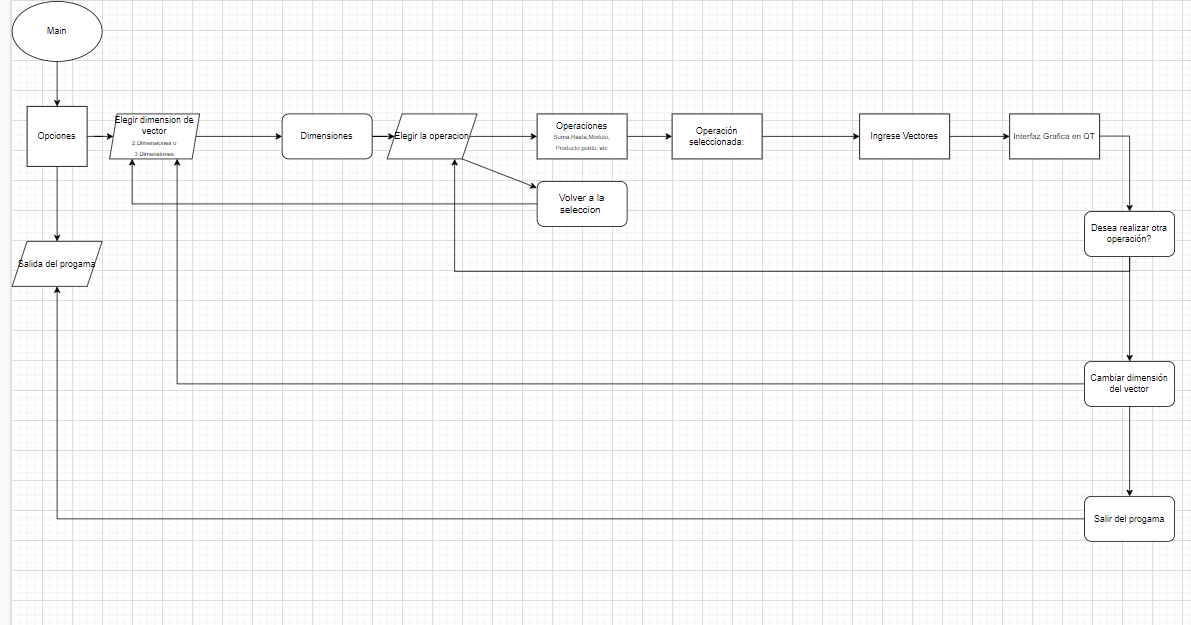 Main
Opciones
Elegir dimension de
vector
2 Dimensiones o
3 Dimensiones
Dimensiones
Elegir la operacion
Operaciones
Suma,Resta,Modulo,
Producto punto, etc
Operación
seleccionada:
Ingrese Vectores
Interfaz Grafica en QT
Volver a la
seleccion
Desea realizar otra
operación?
Salida del progama
Cambiar dimensión
del vector
Salir del progama